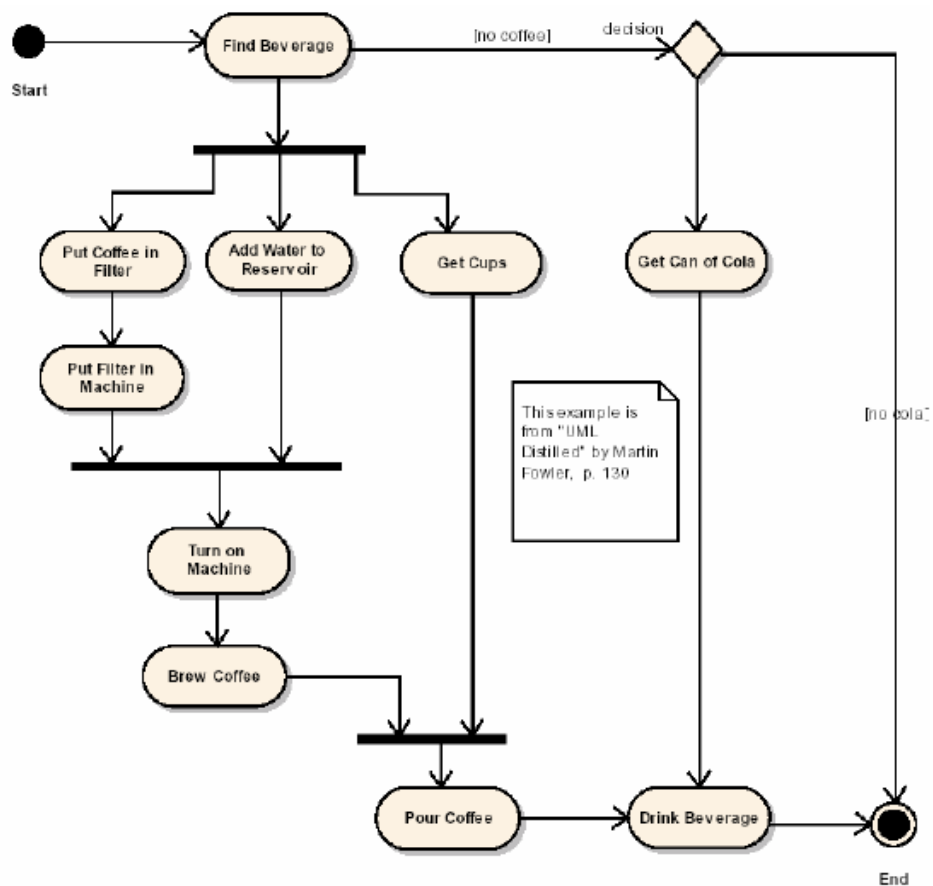 Find Beverage
[no coffee]
decision
Start
Put Coffee in
Filter
Add Water to
Reservoir
Get Cups
Get Can of Cola
Put Filter in
Machine
This example is
from "UML
Distilled" by Martin
Fowler, p. 130
[no cola]
Turn on
Machine
Brew Coffee
Pour Coffee
Drink Beverage
End